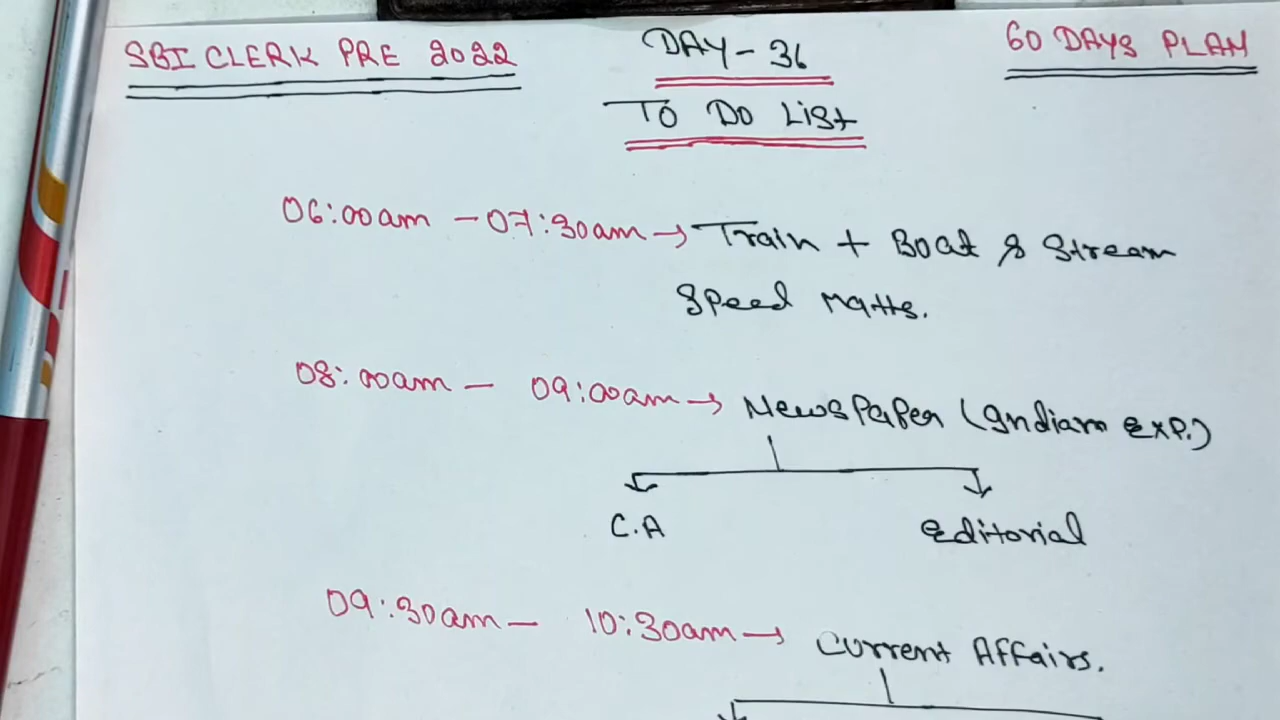 SBI CLERK PRE 2022
DAY-36
60 DAYS PLAN
TO DO LIST
06:00am - 07:30am → Train + Boat & Stream
Speed Maths.
08:00am - 09:00am → Newspaper (Indian Exp.)
C.A
Editorial
09:30am - 10:30am → Current Affairs.